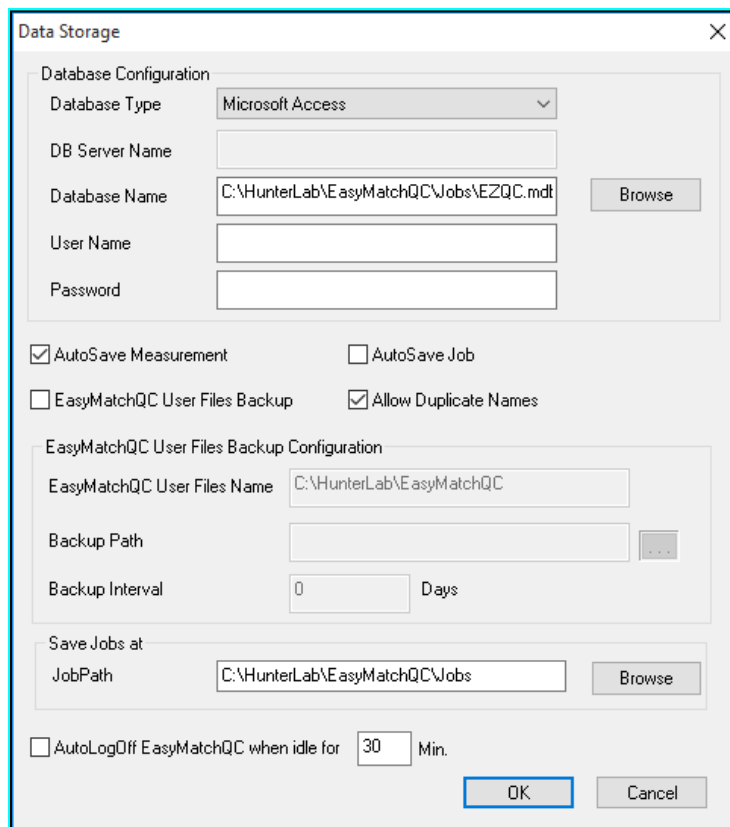 Data Storage
Database Configuration
Database Type Microsoft Access
DB Server Name
Database Name C:\HunterLab\EasyMatchQC\Jobs\EZQC.mdb Browse
User Name
Password
AutoSave Measurement AutoSave Job
EasyMatchQC User Files Backup Allow Duplicate Names
EasyMatchQC User Files Backup Configuration
EasyMatchQC User Files Name C:\HunterLab\EasyMatchQC
Backup Path ...
Backup Interval 0 Days
Save Jobs at
JobPath C:\HunterLab\EasyMatchQC\Jobs Browse
AutoLogOff EasyMatchQC when idle for 30 Min.
OK Cancel